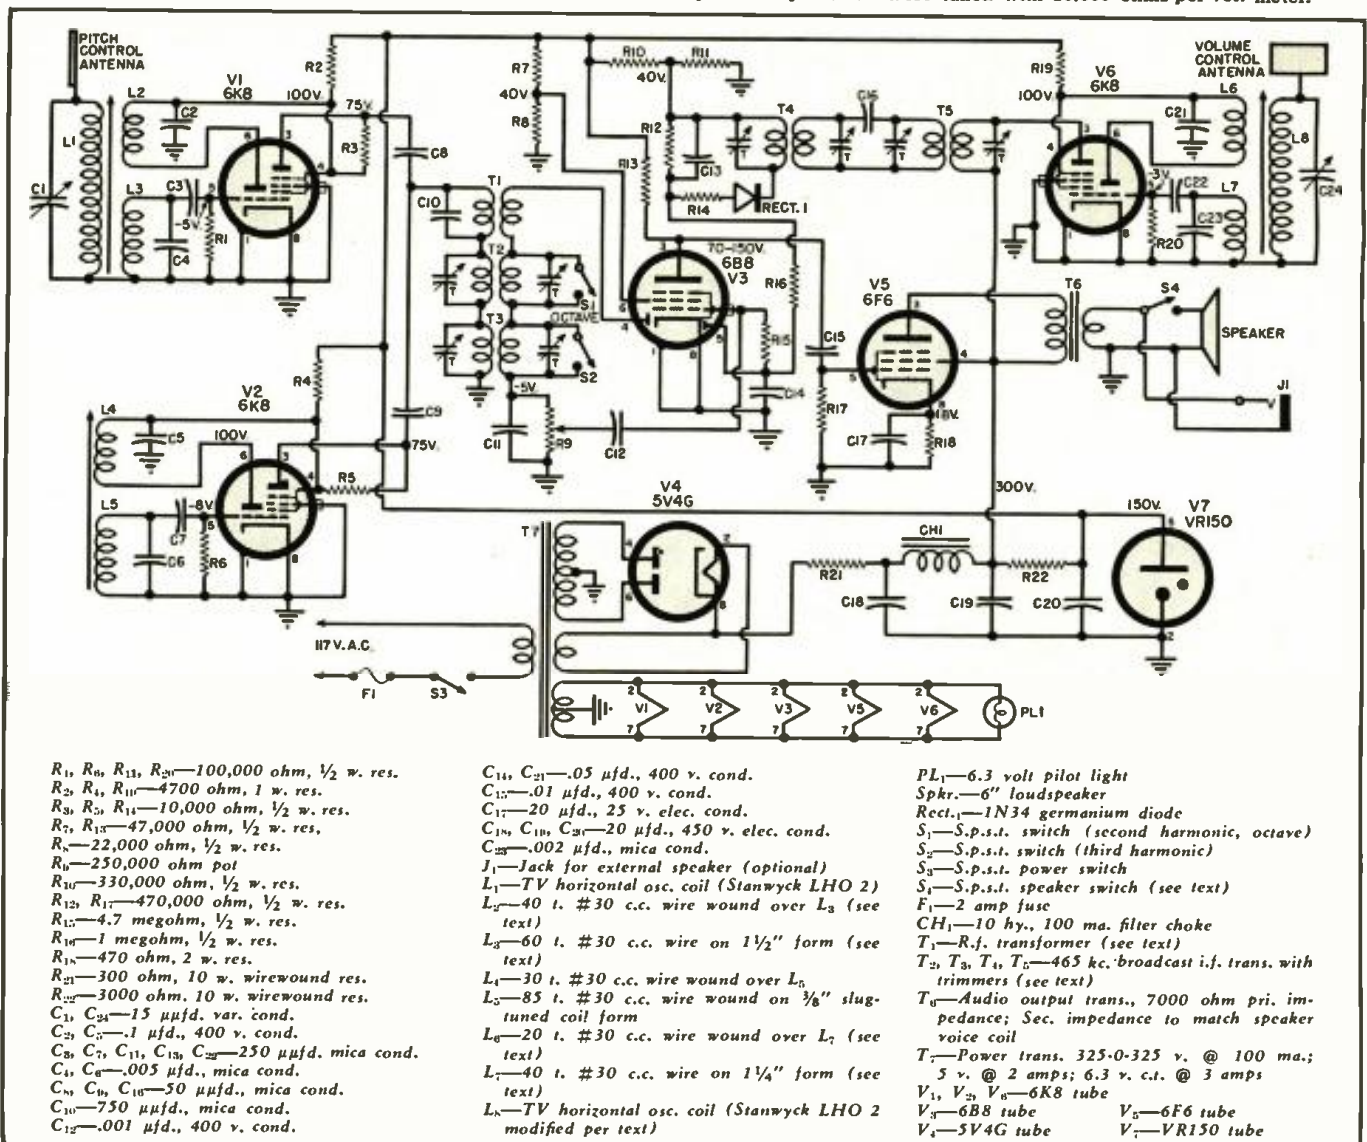 PITCH
CONTROL
ANTENNA
VOLUME
CONTROL
ANTENNA
V1
6K8
V6
6K8
L1
L2
C2
R2
100V.
75V.
R3
L3
C3
-5V.
C4
R1
C1
C8
R7
40V
R8
R10
R11
40V.
R12
R13
C13
R14
RECT. 1
T4
C16
T5
R19
100V.
C21
L6
L8
-3V.
C22
L7
C23
R20
C24
C10
T1
T2
T3
S1
OCTAVE
S2
-5V.
C11
R9
C12
70-150V.
6B8
V3
R16
R15
C14
C15
V5
6F6
R17
C17
18V.
R18
T6
S4
SPEAKER
J1
V2
6K8
R4
L4
C5
100V.
75V.
C9
R5
L5
-8V.
C7
C6
R6
V4
5V4G
T7
300V.
150V.
V7
VR150
CH1
R21
R22
C18
C19
C20
117 V. A.C.
F1
S3
V1
V2
V3
V5
V6
PL1
R₁, R₆, R₁₁, R₂₀—100,000 ohm, ½ w. res.
R₂, R₄, R₁₉—4700 ohm, 1 w. res.
R₃, R₅, R₁₄—10,000 ohm, ½ w. res.
R₇, R₁₃—47,000 ohm, ½ w. res,
R₈—22,000 ohm, ½ w. res.
R₉—250,000 ohm pot
R₁₀—330,000 ohm, ½ w. res.
R₁₂, R₁₇—470,000 ohm, ½ w. res.
R₁₅—4.7 megohm, ½ w. res.
R₁₆—1 megohm, ½ w. res.
R₁₈—470 ohm, 2 w. res.
R₂₁—300 ohm, 10 w. wirewound res.
R₂₂—3000 ohm. 10 w. wirewound res.
C₁, C₂₄—15 μμfd. var. cond.
C₂, C₅—.1 μfd., 400 v. cond.
C₃, C₇, C₁₁, C₁₃, C₂₂—250 μμfd. mica cond.
C₄, C₆—.005 μfd., mica cond.
C₈, C₉, C₁₆—50 μμfd., mica cond.
C₁₀—750 μμfd., mica cond.
C₁₂—.001 μfd., 400 v. cond.
C₁₄, C₂₁—.05 μfd., 400 v. cond.
C₁₅—.01 μfd., 400 v. cond.
C₁₇—20 μfd., 25 v. elec. cond.
C₁₈, C₁₉, C₂₀—20 μfd., 450 v. elec. cond.
C₂₃—.002 μfd., mica cond.
J₁—Jack for external speaker (optional)
L₁—TV horizontal osc. coil (Stanwyck LHO 2)
L₂—40 t. #30 c.c. wire wound over L₃ (see
text)
L₃—60 t. #30 c.c. wire on 1½" form (see
text)
L₄—30 t. #30 c.c. wire wound over L₅
L₅—85 t. #30 c.c. wire wound on ⅜" slug-
tuned coil form
L₆—20 t. #30 c.c. wire wound over L₇ (see
text)
L₇—40 t. #30 c.c. wire on 1¼" form (see
text)
L₈—TV horizontal osc. coil (Stanwyck LHO 2
modified per text)
PL₁—6.3 volt pilot light
Spkr.—6" loudspeaker
Rect.₁—1N34 germanium diode
S₁—S.p.s.t. switch (second harmonic, octave)
S₂—S.p.s.t. switch (third harmonic)
S₃—S.p.s.t. power switch
S₄—S.p.s.t. speaker switch (see text)
F₁—2 amp fuse
CH₁—10 hy., 100 ma. filter choke
T₁—R.f. transformer (see text)
T₂, T₃, T₄, T₅—465 kc. broadcast i.f. trans. with
trimmers (see text)
T₆—Audio output trans., 7000 ohm pri. im-
pedance; Sec. impedance to match speaker
voice coil
T₇—Power trans. 325-0-325 v. @ 100 ma.;
5 v. @ 2 amps; 6.3 v. c.t. @ 3 amps
V₁, V₂, V₆—6K8 tube
V₃—6B8 tube V₅—6F6 tube
V₄—5V4G tube V₇—VR150 tube